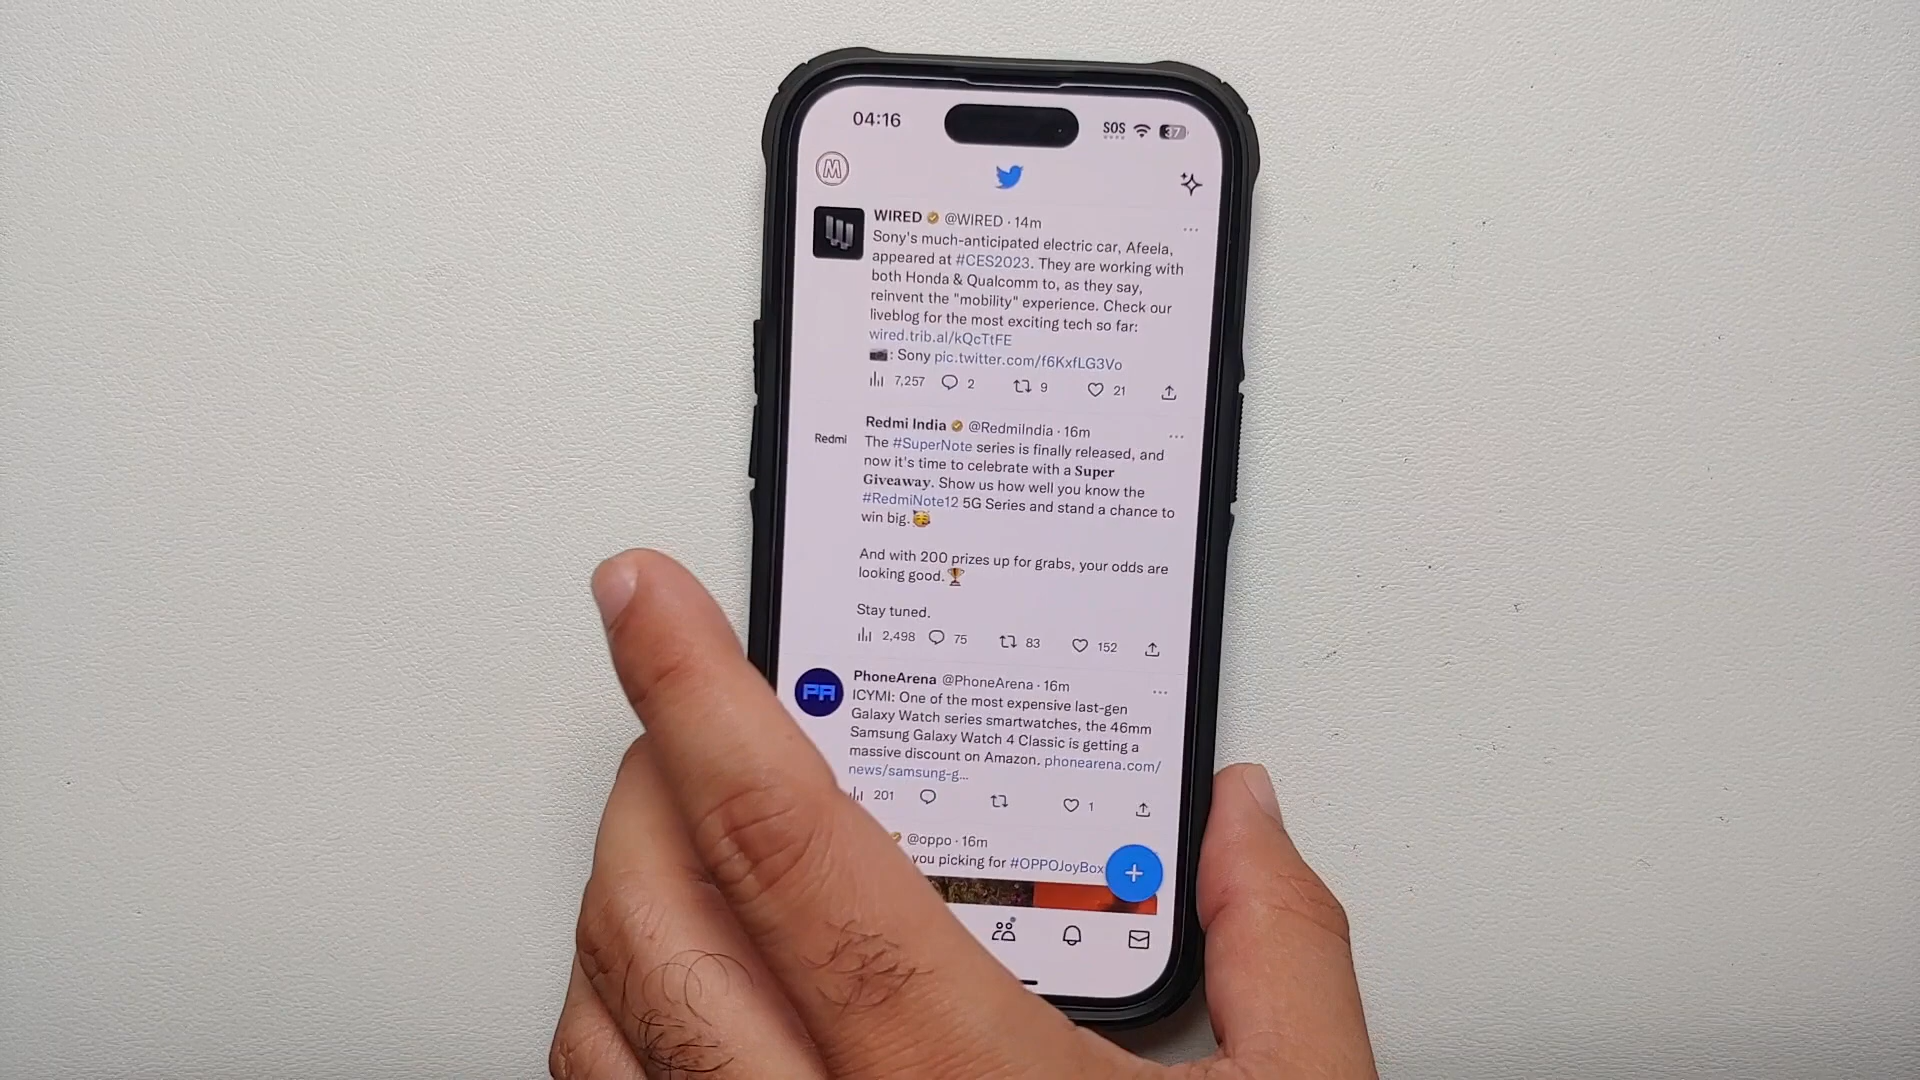 04:16
SOS
37
M
WIRED @WIRED · 14m
Sony's much-anticipated electric car, Afeela,
appeared at #CES2023. They are working with
both Honda & Qualcomm to, as they say,
reinvent the "mobility" experience. Check our
liveblog for the most exciting tech so far:
wired.trib.al/kQcTtFE
📷: Sony pic.twitter.com/f6KxfLG3Vo
7,257 2 9 21
Redmi
Redmi India @RedmiIndia · 16m
The #SuperNote series is finally released, and
now it's time to celebrate with a Super
Giveaway. Show us how well you know the
#RedmiNote12 5G Series and stand a chance to
win big.🥳
And with 200 prizes up for grabs, your odds are
looking good.🏆
Stay tuned.
2,498 75 83 152
PA
PhoneArena @PhoneArena · 16m
ICYMI: One of the most expensive last-gen
Galaxy Watch series smartwatches, the 46mm
Samsung Galaxy Watch 4 Classic is getting a
massive discount on Amazon. phonearena.com/
news/samsung-g...
201 1
@oppo · 16m
you picking for #OPPOJoyBox